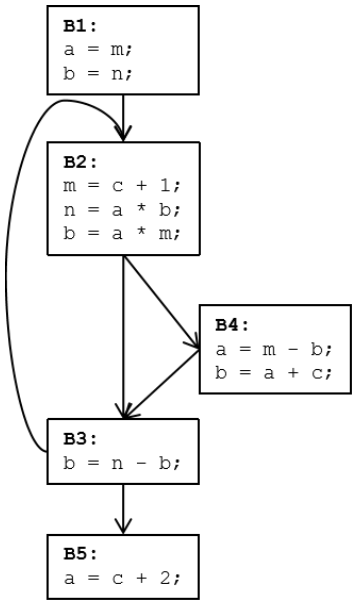 B1:
a = m;
b = n;
B2:
m = c + 1;
n = a * b;
b = a * m;
B4:
a = m - b;
b = a + c;
B3:
b = n - b;
B5:
a = c + 2;